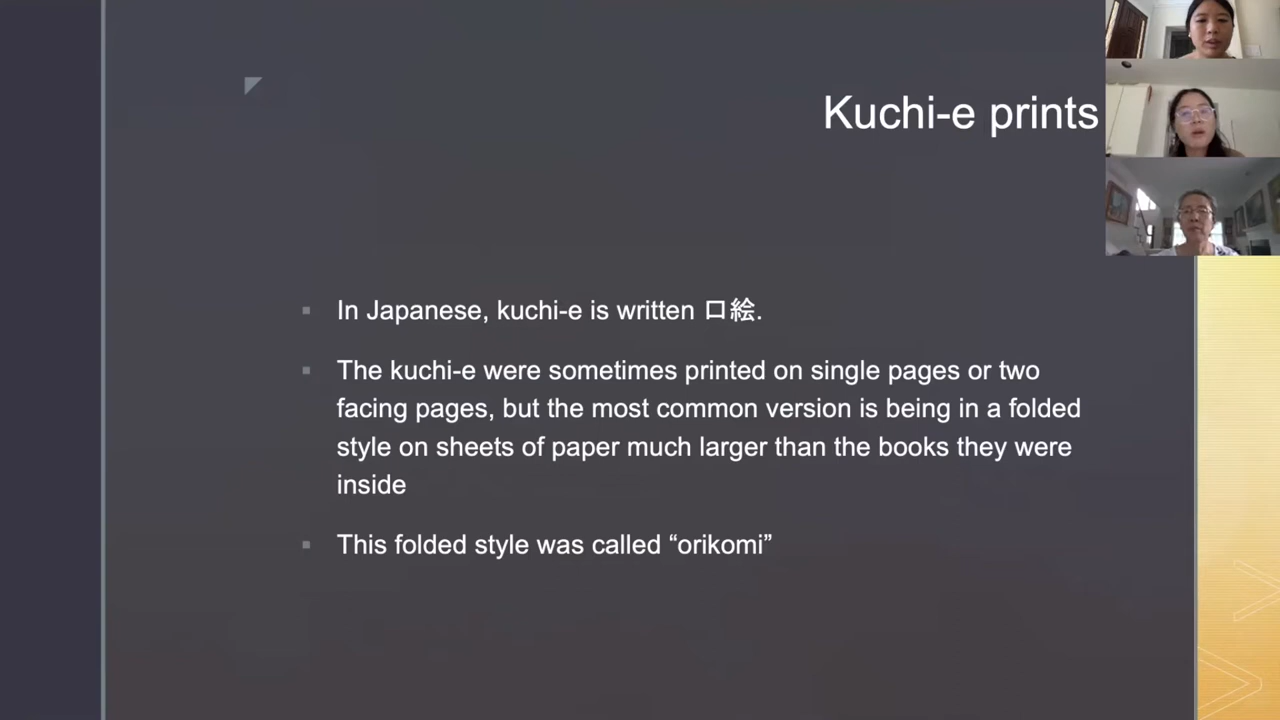 Kuchi-e prints
In Japanese, kuchi-e is written 口絵.
The kuchi-e were sometimes printed on single pages or two
facing pages, but the most common version is being in a folded
style on sheets of paper much larger than the books they were
inside
This folded style was called “orikomi”